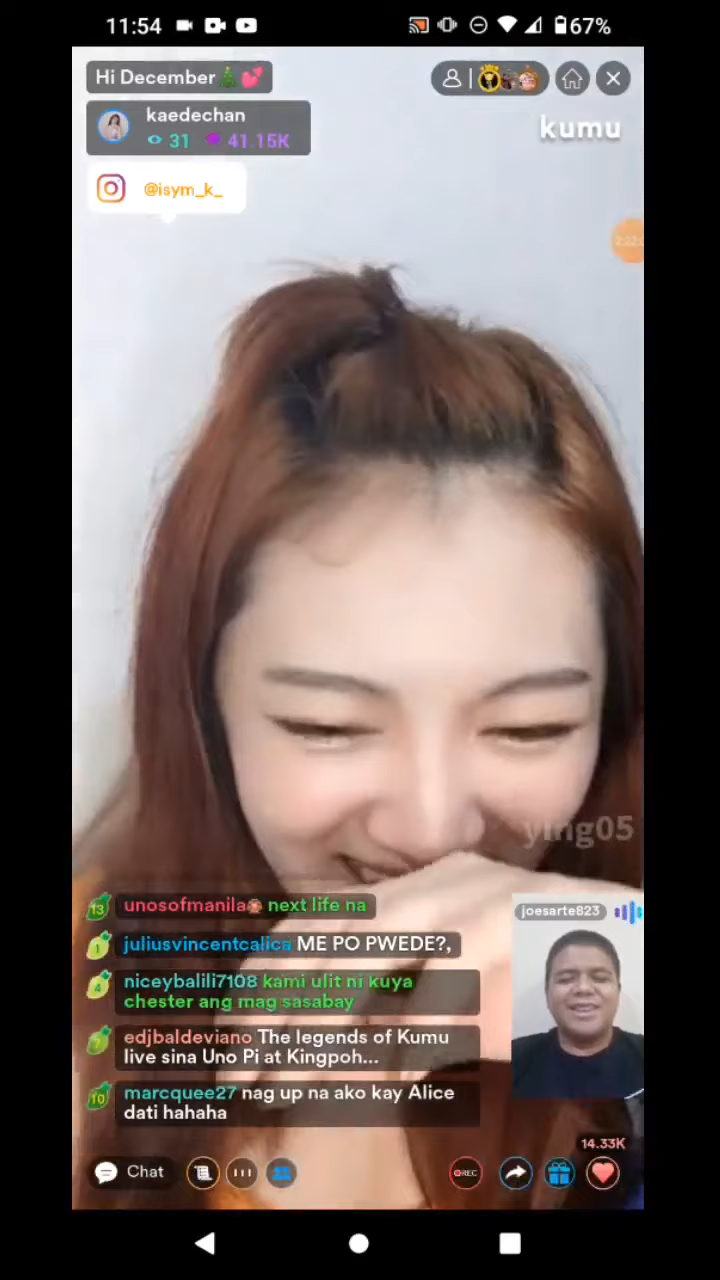 11:54
67%
Hi December🎄💕
kaedechan
31 41.15K
kumu
@isym_k_
2:22:
ying05
unosofmanila next life na
joesarte823
juliusvincentcalica ME PO PWEDE?,
niceybalili7108 kami ulit ni kuya
chester ang mag sasabay
edjbaldeviano The legends of Kumu
live sina Uno Pi at Kingpoh...
marcquee27 nag up na ako kay Alice
dati hahaha
13
1
4
7
10
14.33K
Chat
REC